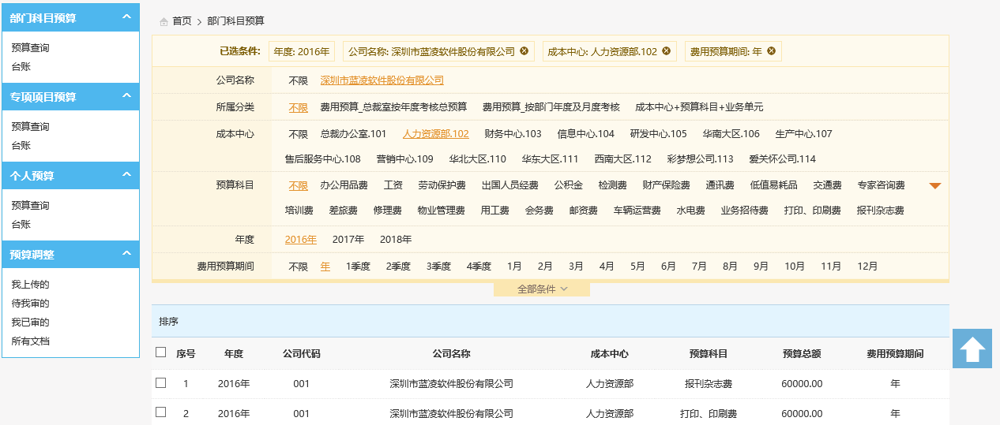 部门科目预算
预算查询
台账
专项项目预算
预算查询
台账
个人预算
预算查询
台账
预算调整
我上传的
待我审的
我已审的
所有文档
首页 > 部门科目预算
已选条件: 年度: 2016年 公司名称: 深圳市蓝凌软件股份有限公司 成本中心: 人力资源部.102 费用预算期间: 年
公司名称 不限 深圳市蓝凌软件股份有限公司
所属分类 不限 费用预算_总裁室按年度考核总预算 费用预算_按部门年度及月度考核 成本中心+预算科目+业务单元
成本中心 不限 总裁办公室.101 人力资源部.102 财务中心.103 信息中心.104 研发中心.105 华南大区.106 生产中心.107
售后服务中心.108 营销中心.109 华北大区.110 华东大区.111 西南大区.112 彩梦想公司.113 爱关怀公司.114
预算科目 不限 办公用品费 工资 劳动保护费 出国人员经费 公积金 检测费 财产保险费 通讯费 低值易耗品 交通费 专家咨询费
培训费 差旅费 修理费 物业管理费 用工费 会务费 邮资费 车辆运营费 水电费 业务招待费 打印、印刷费 报刊杂志费
年度 2016年 2017年 2018年
费用预算期间 不限 年 1季度 2季度 3季度 4季度 1月 2月 3月 4月 5月 6月 7月 8月 9月 10月 11月 12月
全部条件
排序
序号 年度 公司代码 公司名称 成本中心 预算科目 预算总额 费用预算期间
1 2016年 001 深圳市蓝凌软件股份有限公司 人力资源部 报刊杂志费 60000.00 年
2 2016年 001 深圳市蓝凌软件股份有限公司 人力资源部 打印、印刷费 60000.00 年